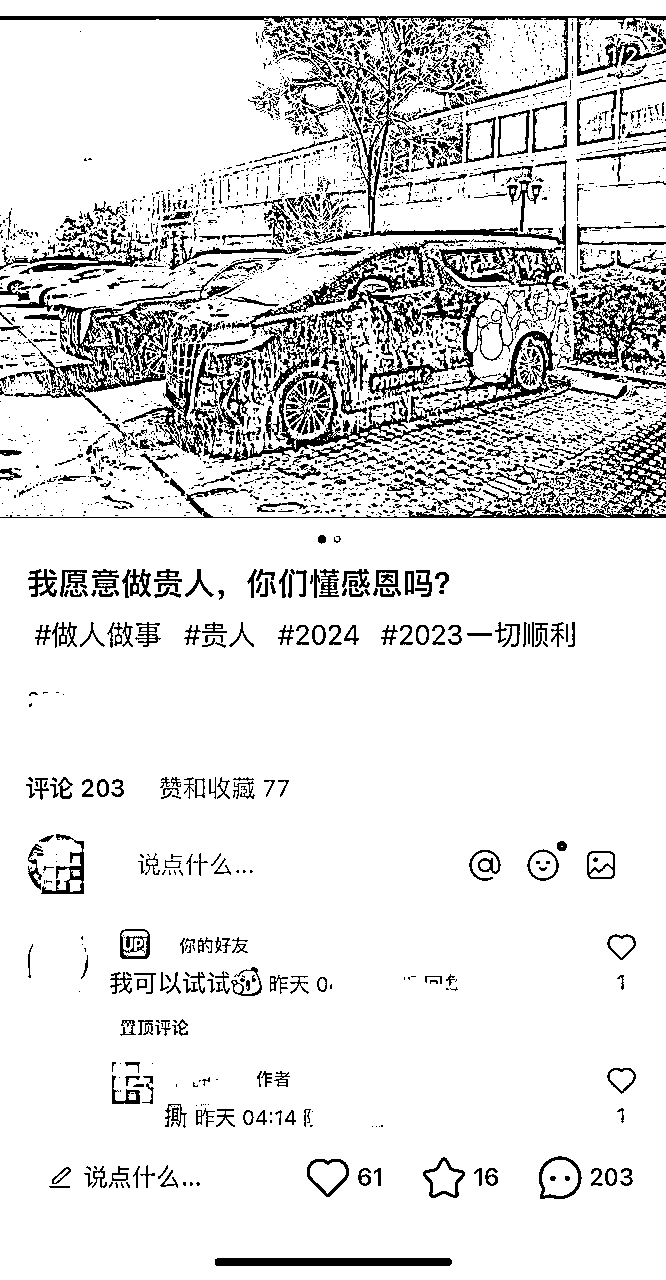 1/2
我愿意做贵人，你们懂感恩吗？
#做人做事 #贵人 #2024 #2023一切顺利
评论 203 赞和收藏 77
说点什么...
UP 你的好友
我可以试试 昨天
1
置顶评论
作者
撕 昨天 04:14
1
说点什么... 61 16 203